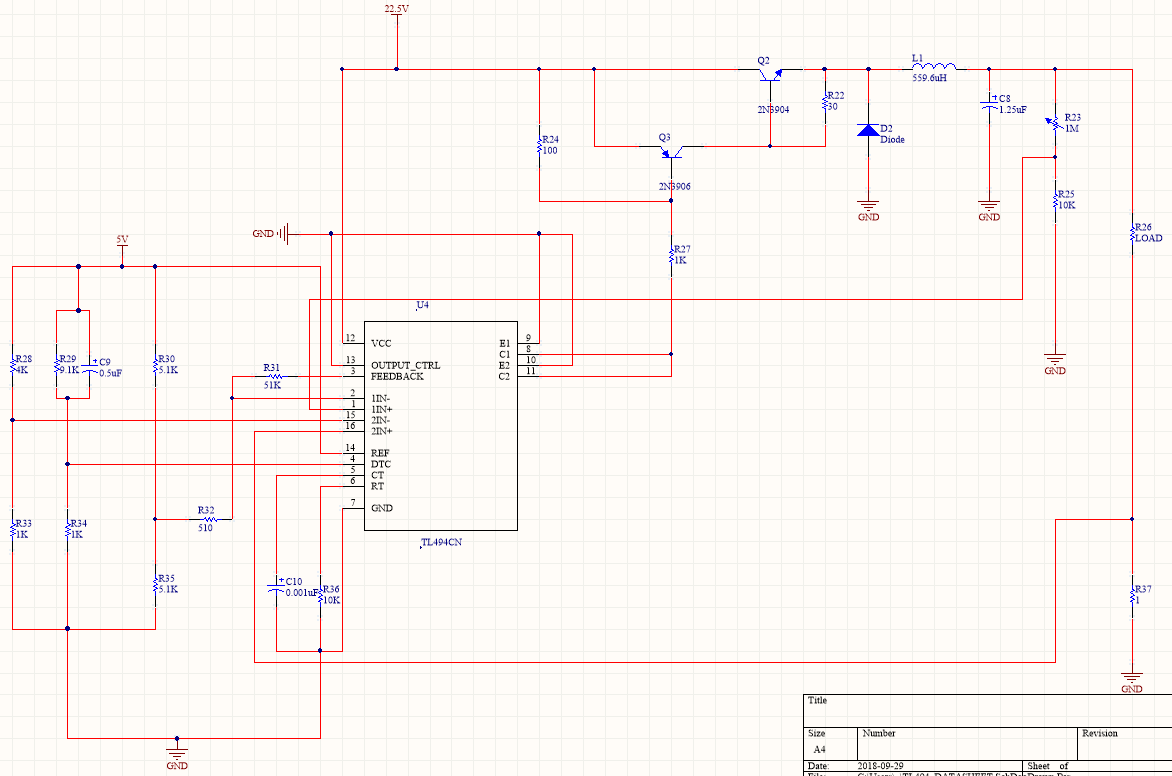 22.5V
Q2
2N3904
L1
559.6uH
R22
30
C8
1.25uF
R23
1M
D2
Diode
R24
100
Q3
2N3906
R25
10K
GND
GND
GND
5V
R27
1K
R26
LOAD
U4
GND
R28
4K
R29
9.1K
C9
0.5uF
R30
5.1K
R31
51K
12 VCC
13 OUTPUT_CTRL
3 FEEDBACK
2 1IN-
1 1IN+
15 2IN-
16 2IN+
14 REF
4 DTC
5 CT
6 RT
7 GND
E1 9
C1 8
E2 10
C2 11
TL494CN
R32
510
R33
1K
R34
1K
R35
5.1K
C10
0.001uF
R36
10K
R37
1
GND
GND
Title
Size
Number
Revision
A4
Date:
2018-09-29
Sheet of